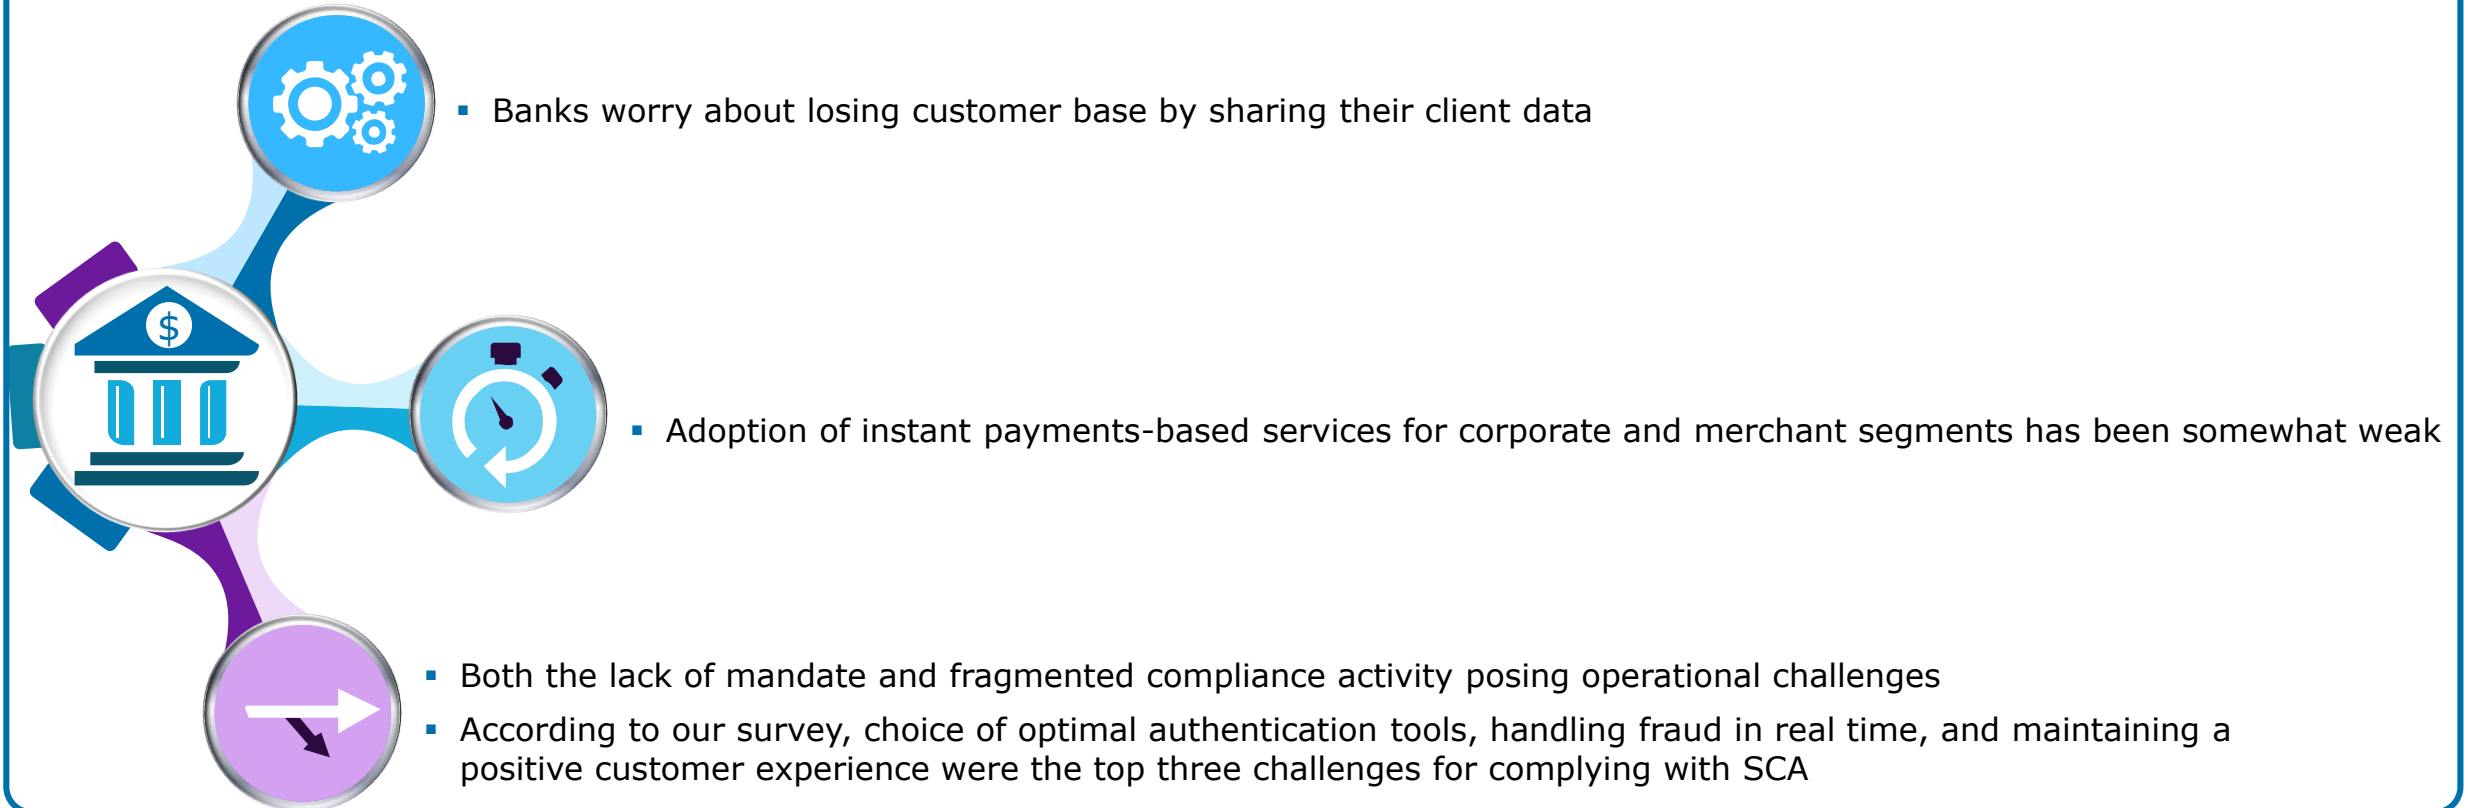 ▪ Banks worry about losing customer base by sharing their client data
$
▪ Adoption of instant payments-based services for corporate and merchant segments has been somewhat weak
▪ Both the lack of mandate and fragmented compliance activity posing operational challenges
▪ According to our survey, choice of optimal authentication tools, handling fraud in real time, and maintaining a
positive customer experience were the top three challenges for complying with SCA